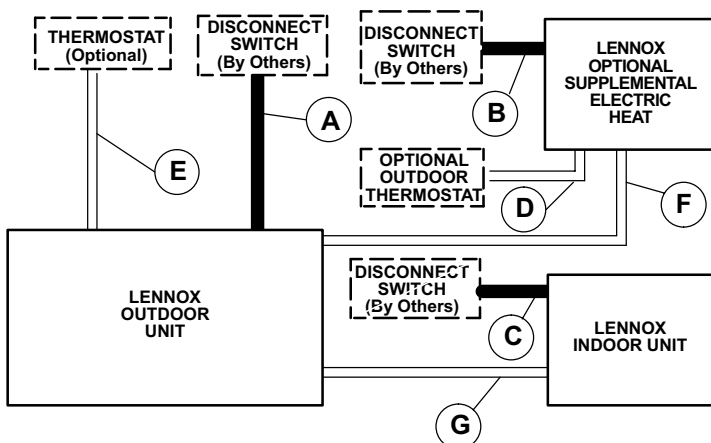 THERMOSTAT
(Optional)
DISCONNECT
SWITCH
(By Others)
DISCONNECT
SWITCH
(By Others)
LENNOX
OPTIONAL
SUPPLEMENTAL
ELECTRIC
HEAT
A
B
E
OPTIONAL
OUTDOOR
THERMOSTAT
D
F
LENNOX
OUTDOOR
UNIT
DISCONNECT
SWITCH
(By Others)
C
LENNOX
INDOOR UNIT
G